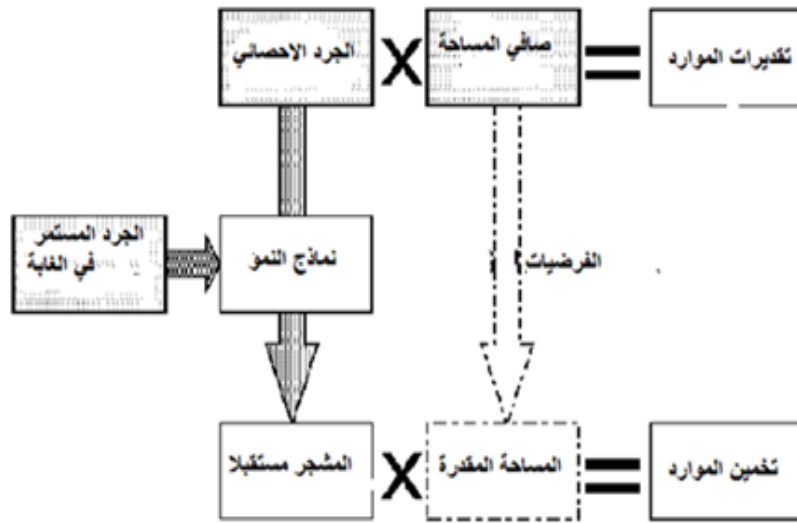 الجرد الاحصائي
X
صافي المساحة
=
تقديرات الموارد
الجرد المستمر
في الغابة
نماذج النمو
الفرضيات
المشجر مستقبلا
X
المساحة المقدرة
=
تخمين الموارد